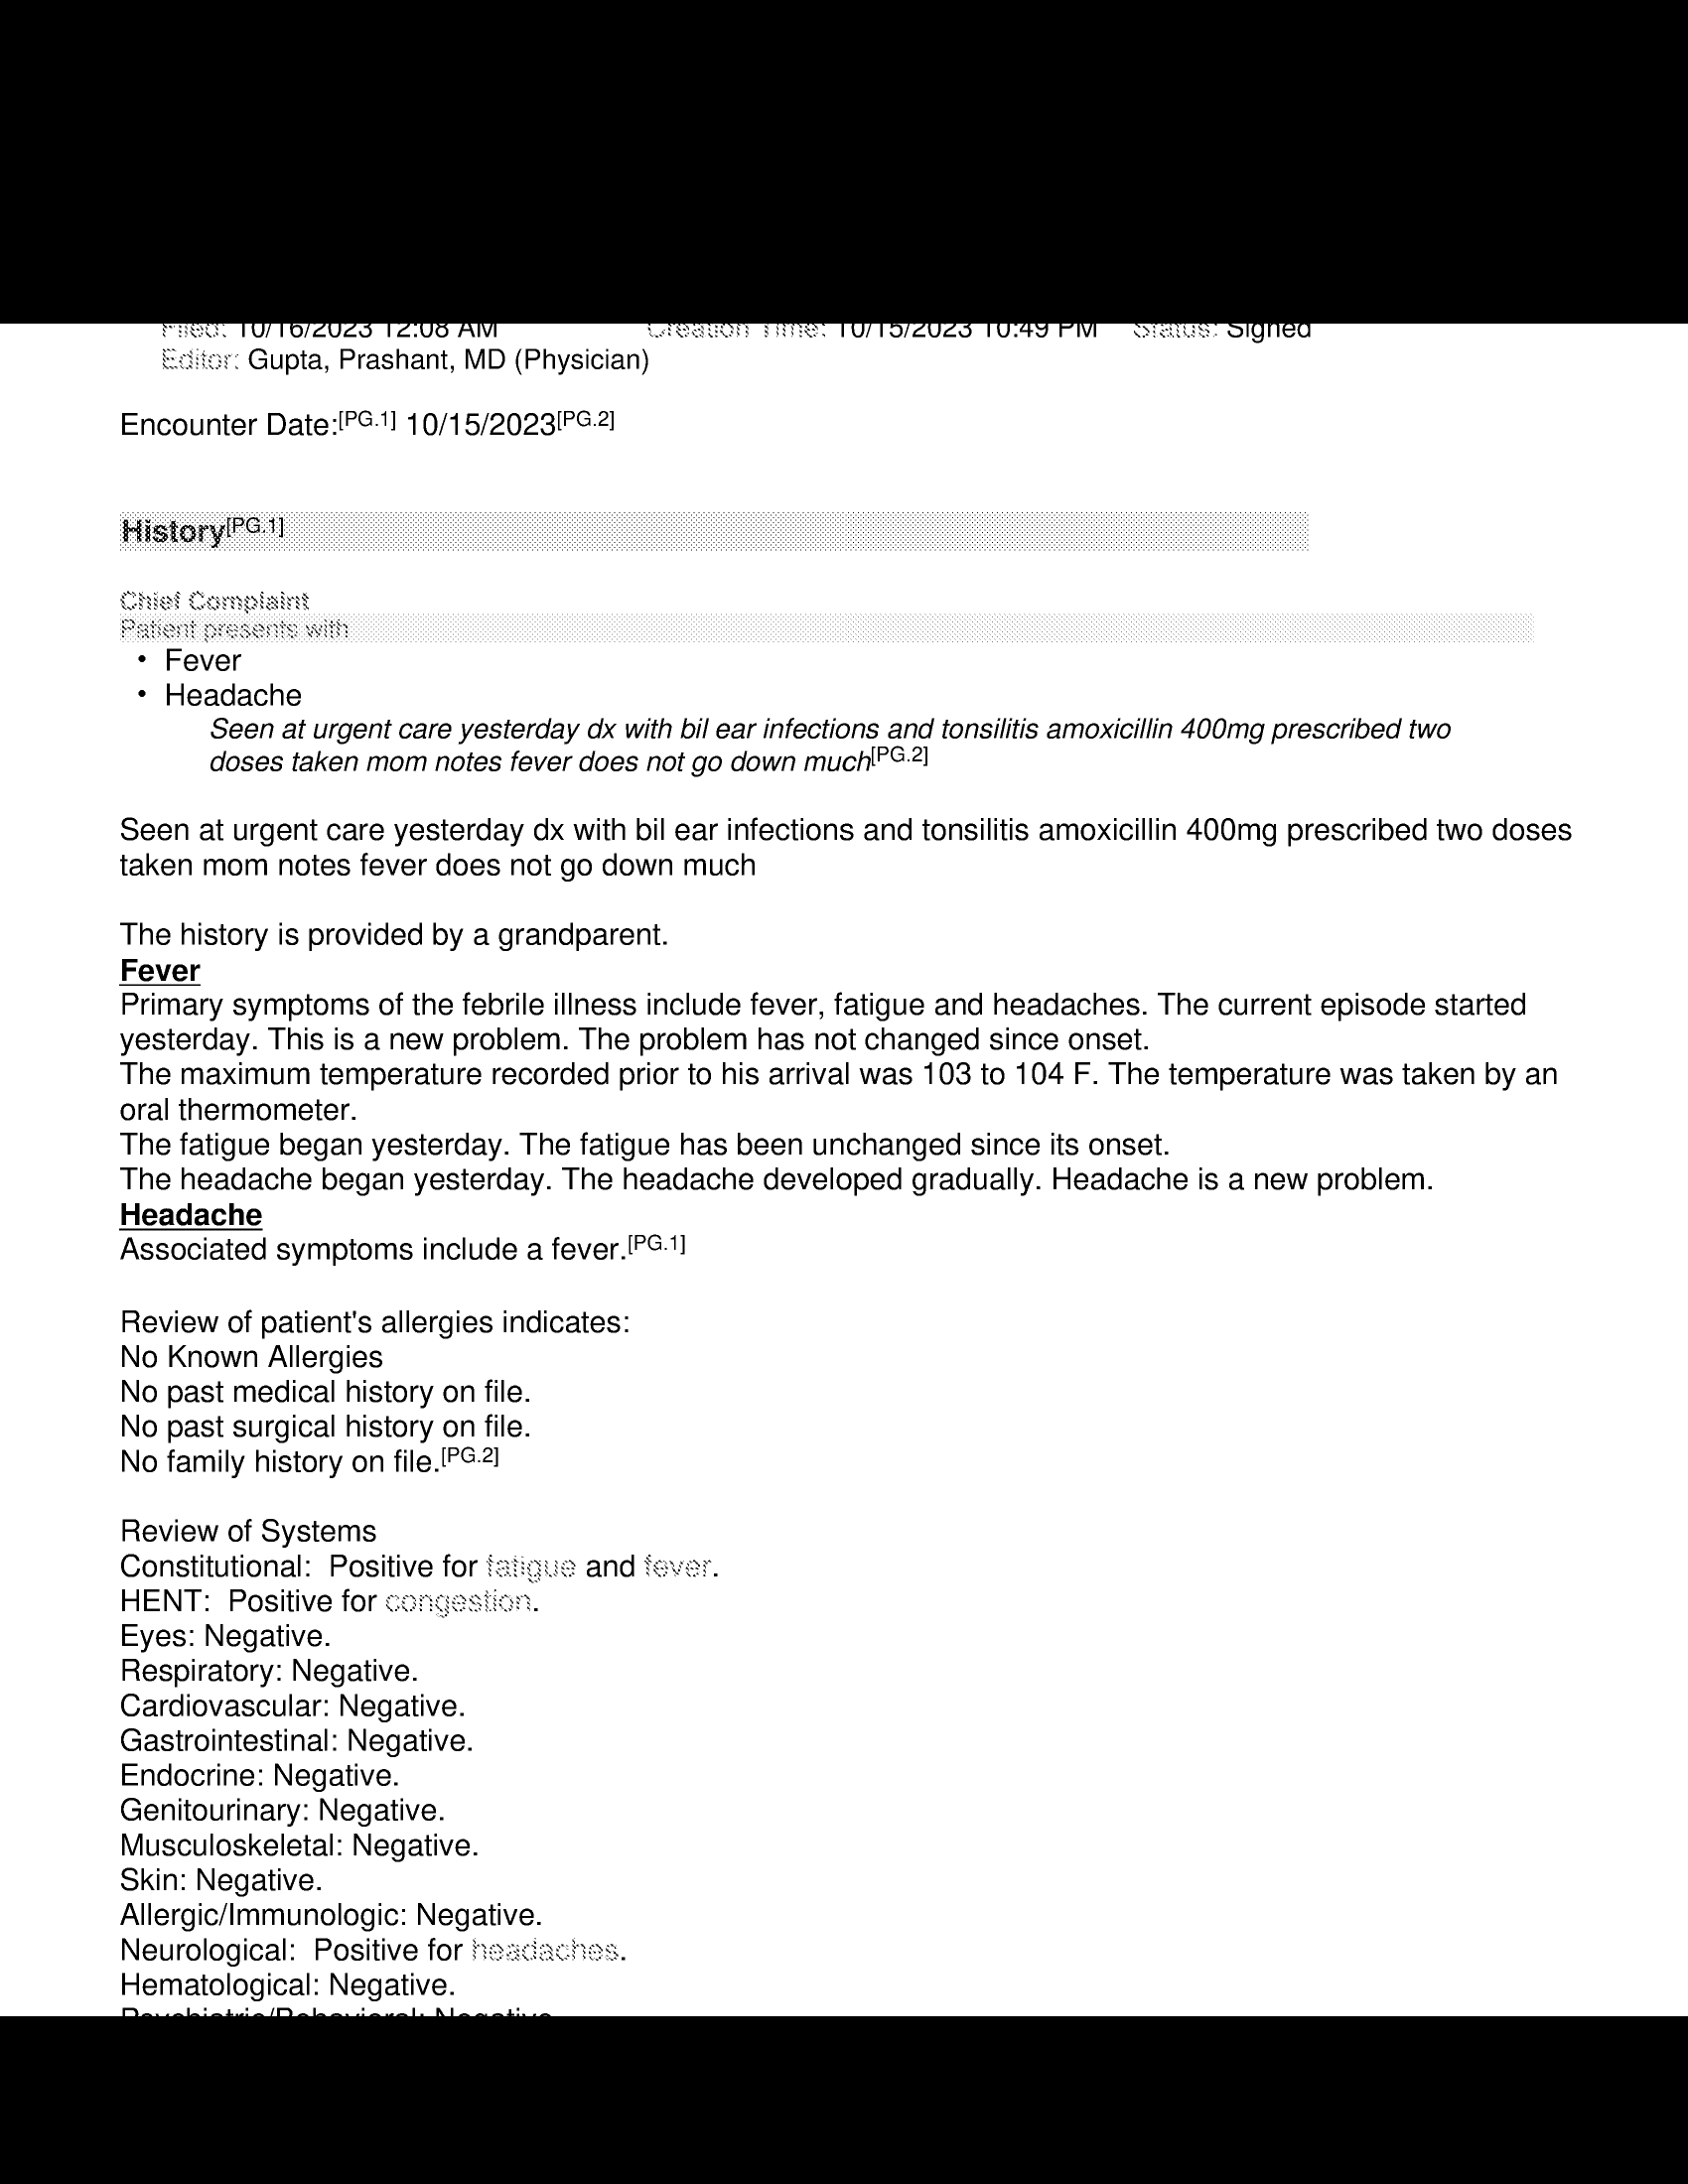 Filed: 10/16/2023 12:08 AM Creation Time: 10/15/2023 10:49 PM Status: Signed
Editor: Gupta, Prashant, MD (Physician)
Encounter Date:[PG.1] 10/15/2023[PG.2]
History[PG.1]
Chief Complaint
Patient presents with
• Fever
• Headache
Seen at urgent care yesterday dx with bil ear infections and tonsilitis amoxicillin 400mg prescribed two
doses taken mom notes fever does not go down much[PG.2]
Seen at urgent care yesterday dx with bil ear infections and tonsilitis amoxicillin 400mg prescribed two doses
taken mom notes fever does not go down much
The history is provided by a grandparent.
Fever
Primary symptoms of the febrile illness include fever, fatigue and headaches. The current episode started
yesterday. This is a new problem. The problem has not changed since onset.
The maximum temperature recorded prior to his arrival was 103 to 104 F. The temperature was taken by an
oral thermometer.
The fatigue began yesterday. The fatigue has been unchanged since its onset.
The headache began yesterday. The headache developed gradually. Headache is a new problem.
Headache
Associated symptoms include a fever.[PG.1]
Review of patient's allergies indicates:
No Known Allergies
No past medical history on file.
No past surgical history on file.
No family history on file.[PG.2]
Review of Systems
Constitutional: Positive for fatigue and fever.
HENT: Positive for congestion.
Eyes: Negative.
Respiratory: Negative.
Cardiovascular: Negative.
Gastrointestinal: Negative.
Endocrine: Negative.
Genitourinary: Negative.
Musculoskeletal: Negative.
Skin: Negative.
Allergic/Immunologic: Negative.
Neurological: Positive for headaches.
Hematological: Negative.
Psychiatric/Behavioral: Negative.